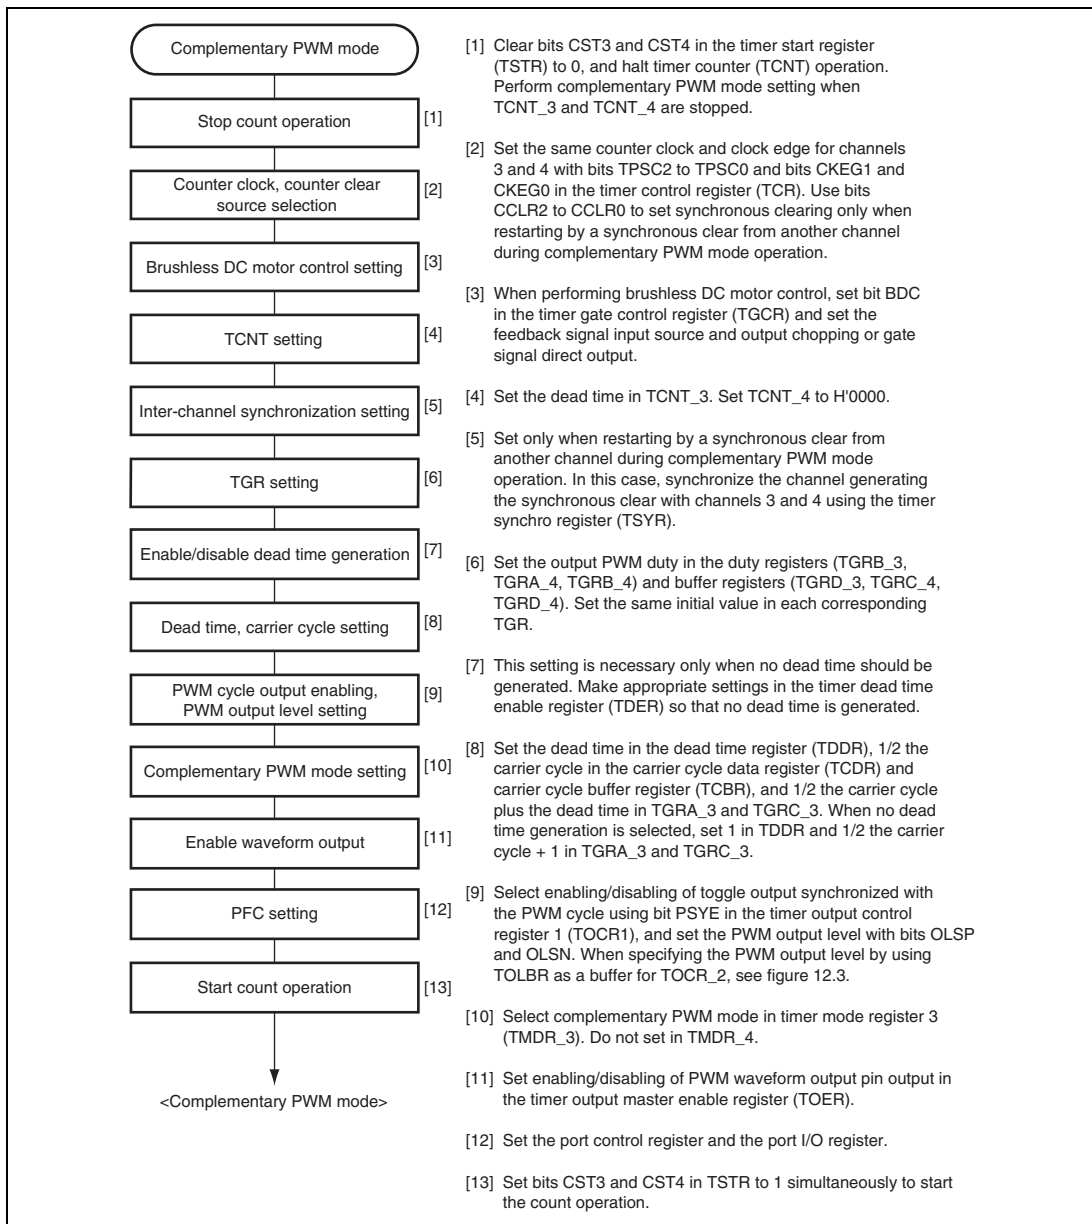 Complementary PWM mode
Stop count operation
[1]
Counter clock, counter clear
source selection
[2]
Brushless DC motor control setting
[3]
TCNT setting
[4]
Inter-channel synchronization setting
[5]
TGR setting
[6]
Enable/disable dead time generation
[7]
Dead time, carrier cycle setting
[8]
PWM cycle output enabling,
PWM output level setting
[9]
Complementary PWM mode setting
[10]
Enable waveform output
[11]
PFC setting
[12]
Start count operation
[13]
<Complementary PWM mode>
[1] Clear bits CST3 and CST4 in the timer start register
(TSTR) to 0, and halt timer counter (TCNT) operation.
Perform complementary PWM mode setting when
TCNT_3 and TCNT_4 are stopped.
[2] Set the same counter clock and clock edge for channels
3 and 4 with bits TPSC2 to TPSC0 and bits CKEG1 and
CKEG0 in the timer control register (TCR). Use bits
CCLR2 to CCLR0 to set synchronous clearing only when
restarting by a synchronous clear from another channel
during complementary PWM mode operation.
[3] When performing brushless DC motor control, set bit BDC
in the timer gate control register (TGCR) and set the
feedback signal input source and output chopping or gate
signal direct output.
[4] Set the dead time in TCNT_3. Set TCNT_4 to H'0000.
[5] Set only when restarting by a synchronous clear from
another channel during complementary PWM mode
operation. In this case, synchronize the channel generating
the synchronous clear with channels 3 and 4 using the timer
synchro register (TSYR).
[6] Set the output PWM duty in the duty registers (TGRB_3,
TGRA_4, TGRB_4) and buffer registers (TGRD_3, TGRC_4,
TGRD_4). Set the same initial value in each corresponding
TGR.
[7] This setting is necessary only when no dead time should be
generated. Make appropriate settings in the timer dead time
enable register (TDER) so that no dead time is generated.
[8] Set the dead time in the dead time register (TDDR), 1/2 the
carrier cycle in the carrier cycle data register (TCDR) and
carrier cycle buffer register (TCBR), and 1/2 the carrier cycle
plus the dead time in TGRA_3 and TGRC_3. When no dead
time generation is selected, set 1 in TDDR and 1/2 the carrier
cycle + 1 in TGRA_3 and TGRC_3.
[9] Select enabling/disabling of toggle output synchronized with
the PWM cycle using bit PSYE in the timer output control
register 1 (TOCR1), and set the PWM output level with bits OLSP
and OLSN. When specifying the PWM output level by using
TOLBR as a buffer for TOCR_2, see figure 12.3.
[10] Select complementary PWM mode in timer mode register 3
(TMDR_3). Do not set in TMDR_4.
[11] Set enabling/disabling of PWM waveform output pin output in
the timer output master enable register (TOER).
[12] Set the port control register and the port I/O register.
[13] Set bits CST3 and CST4 in TSTR to 1 simultaneously to start
the count operation.